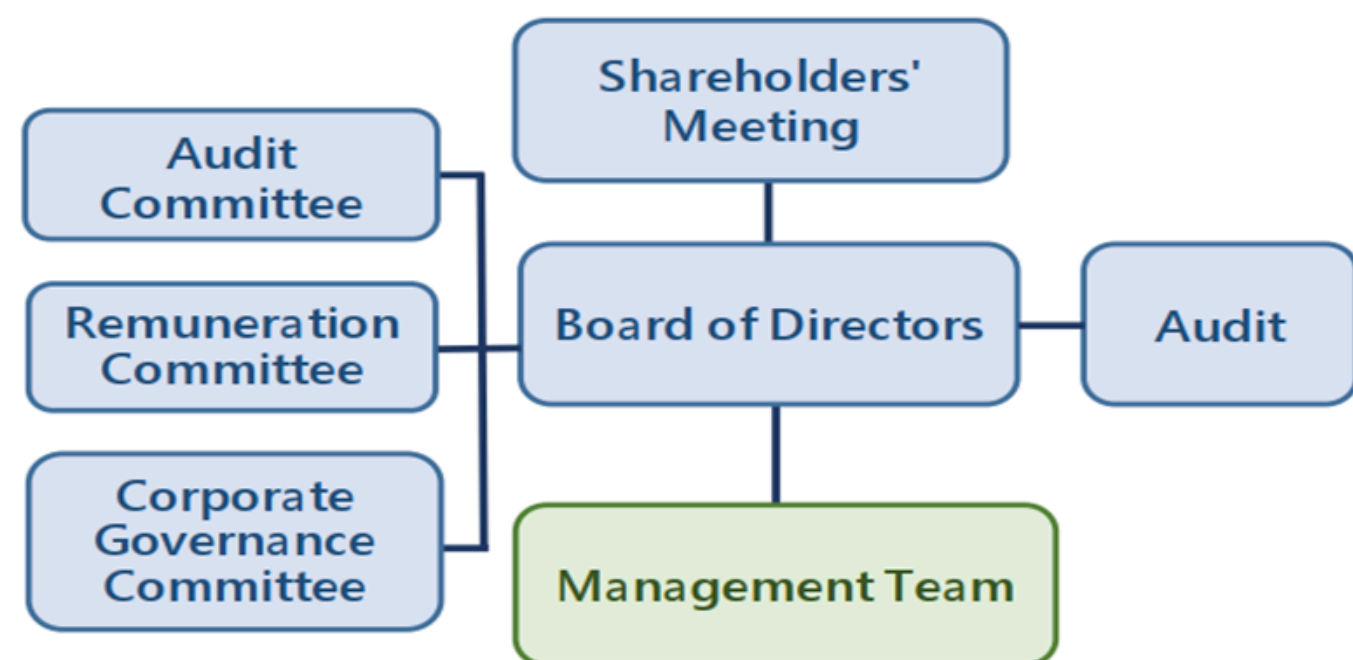 Shareholders'
Meeting
Audit
Committee
Remuneration
Committee
Corporate
Governance
Committee
Board of Directors
Audit
Management Team